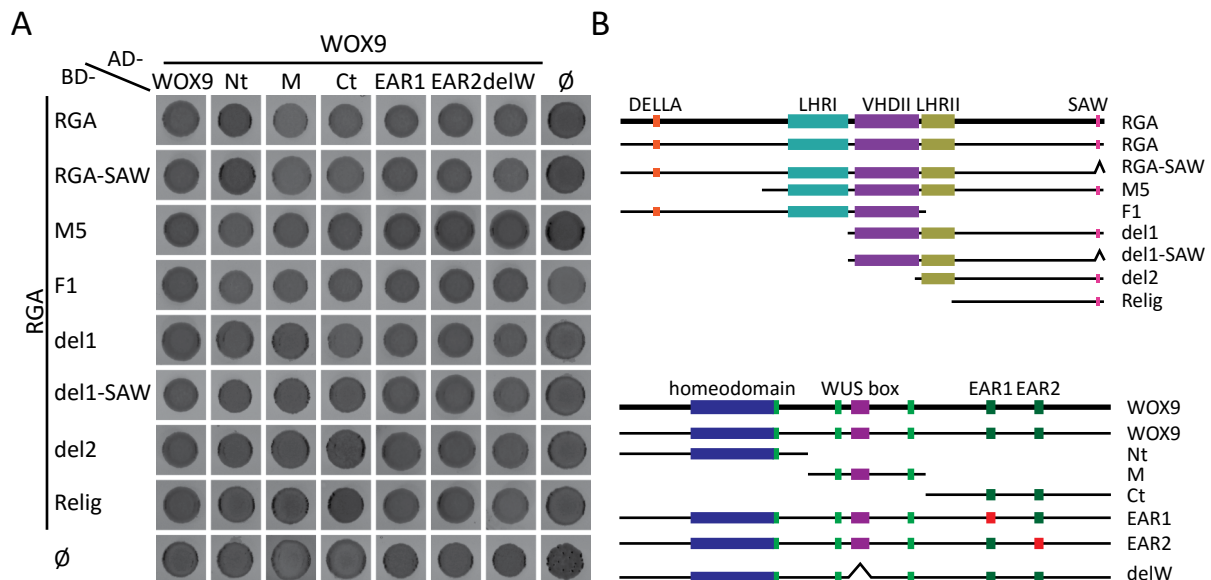 A
WOX9
AD-
BD-
WOX9 Nt M Ct EAR1 EAR2 delW Ø
RGA
RGA
RGA-SAW
M5
F1
del1
del1-SAW
del2
Relig
Ø
B
DELLA LHRI VHDII LHRII SAW
RGA
RGA
RGA-SAW
M5
F1
del1
del1-SAW
del2
Relig
homeodomain WUS box EAR1 EAR2
WOX9
WOX9
Nt
M
Ct
EAR1
EAR2
delW